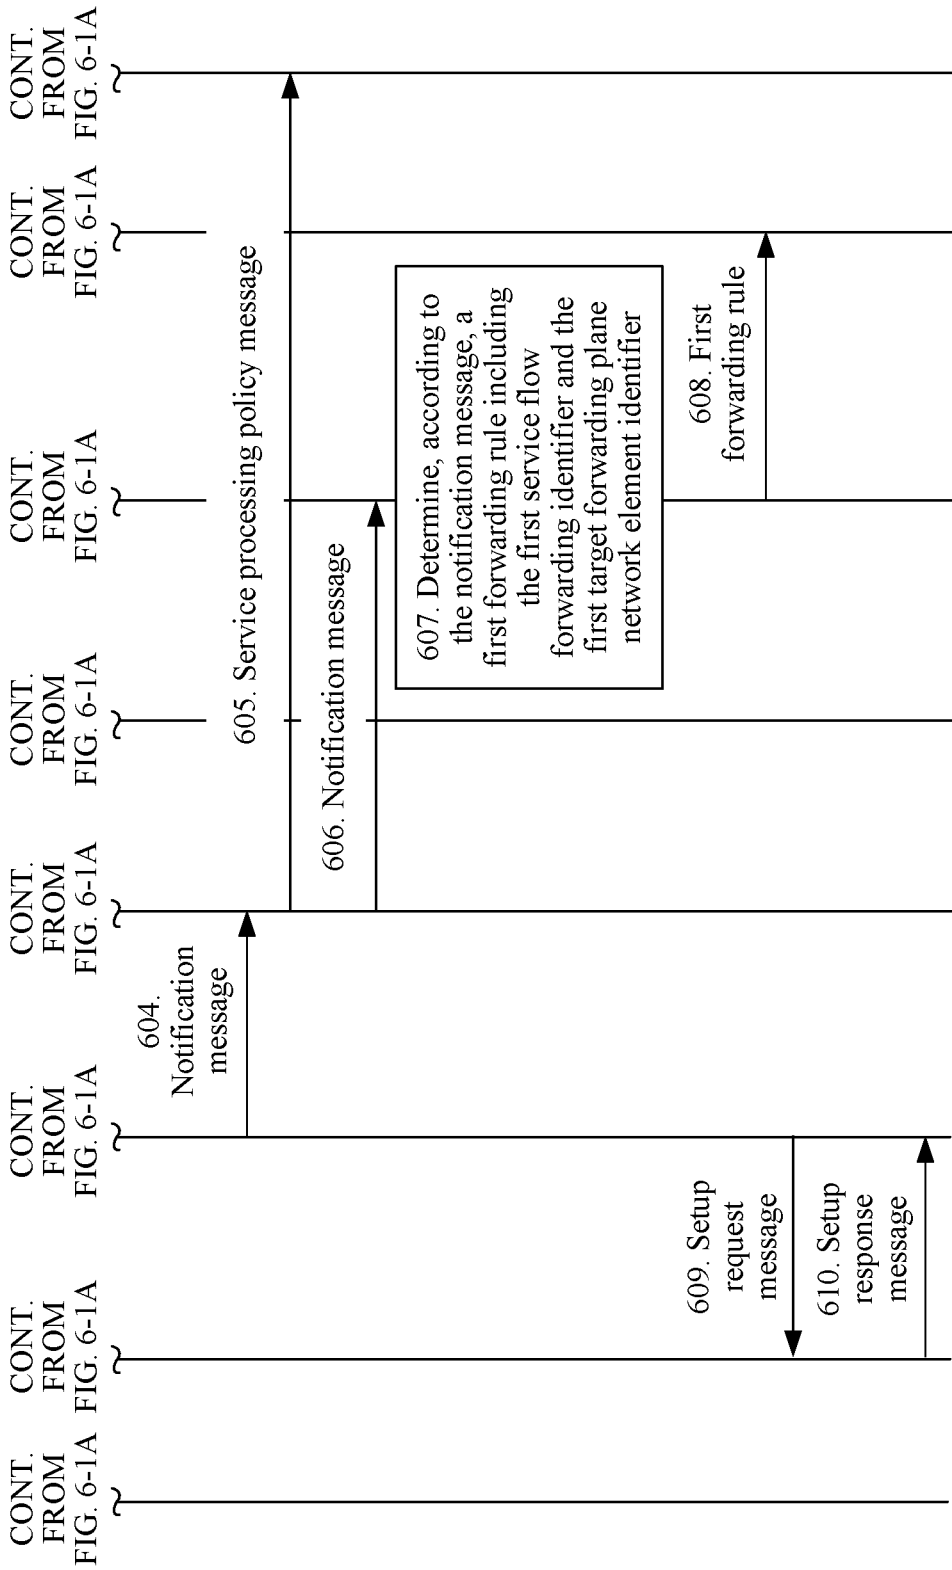 CONT.
FROM
FIG. 6-1A
CONT.
FROM
FIG. 6-1A
CONT.
FROM
FIG. 6-1A
CONT.
FROM
FIG. 6-1A
CONT.
FROM
FIG. 6-1A
CONT.
FROM
FIG. 6-1A
CONT.
FROM
FIG. 6-1A
CONT.
FROM
FIG. 6-1A
604.
Notification
message
605. Service processing policy message
606. Notification message
607. Determine, according to
the notification message, a
first forwarding rule including
the first service flow
forwarding identifier and the
first target forwarding plane
network element identifier
608. First
forwarding rule
609. Setup
request
message
610. Setup
response
message